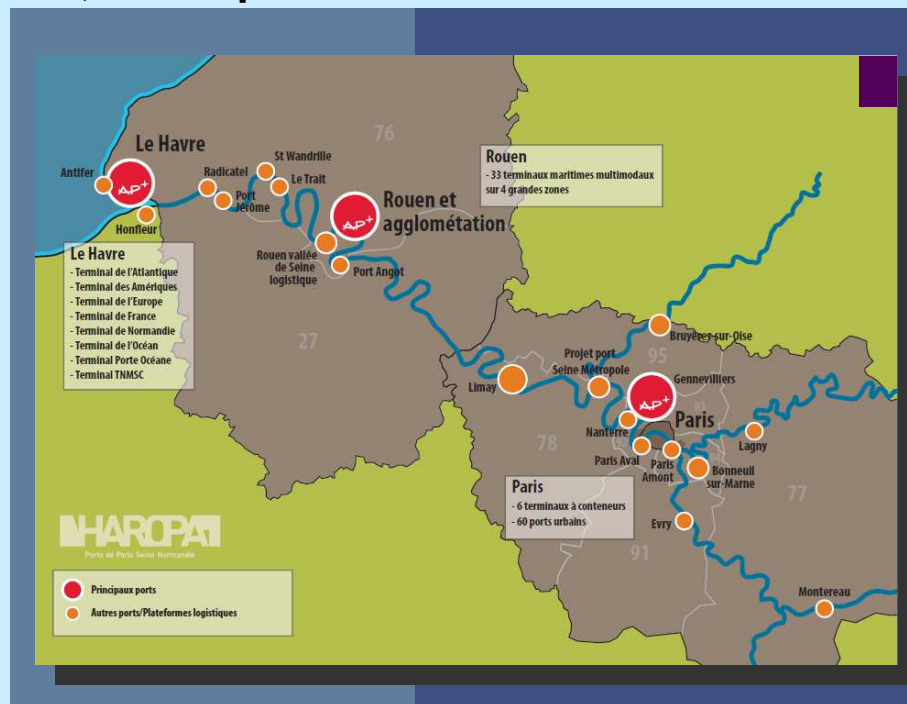 Le Havre
Antifer
AP+
Honfleur
Radicatel
Port
Jérôme
St Wandrille
Le Trait
76
Rouen et
agglométation
AP+
Rouen vallée
de Seine
logistique
Port Angot
27
Rouen
- 33 terminaux maritimes multimodaux
sur 4 grandes zones
Le Havre
- Terminal de l'Atlantique
- Terminal des Amériques
- Terminal de l'Europe
- Terminal de France
- Terminal de Normandie
- Terminal de l'Océan
- Terminal Porte Océane
- Terminal TNMSC
Limay
Projet port
Seine Métropole
Bruyères-sur-Oise
95
Gennevilliers
AP+
Paris
Nanterre
78
Paris Aval
Paris
Amont
Bonneuil
sur-Marne
Lagny
77
Paris
- 6 terminaux à conteneurs
- 60 ports urbains
Evry
91
Montereau
HAROPA
Ports de Paris Seine Normandie
Principaux ports
Autres ports/Plateformes logistiques